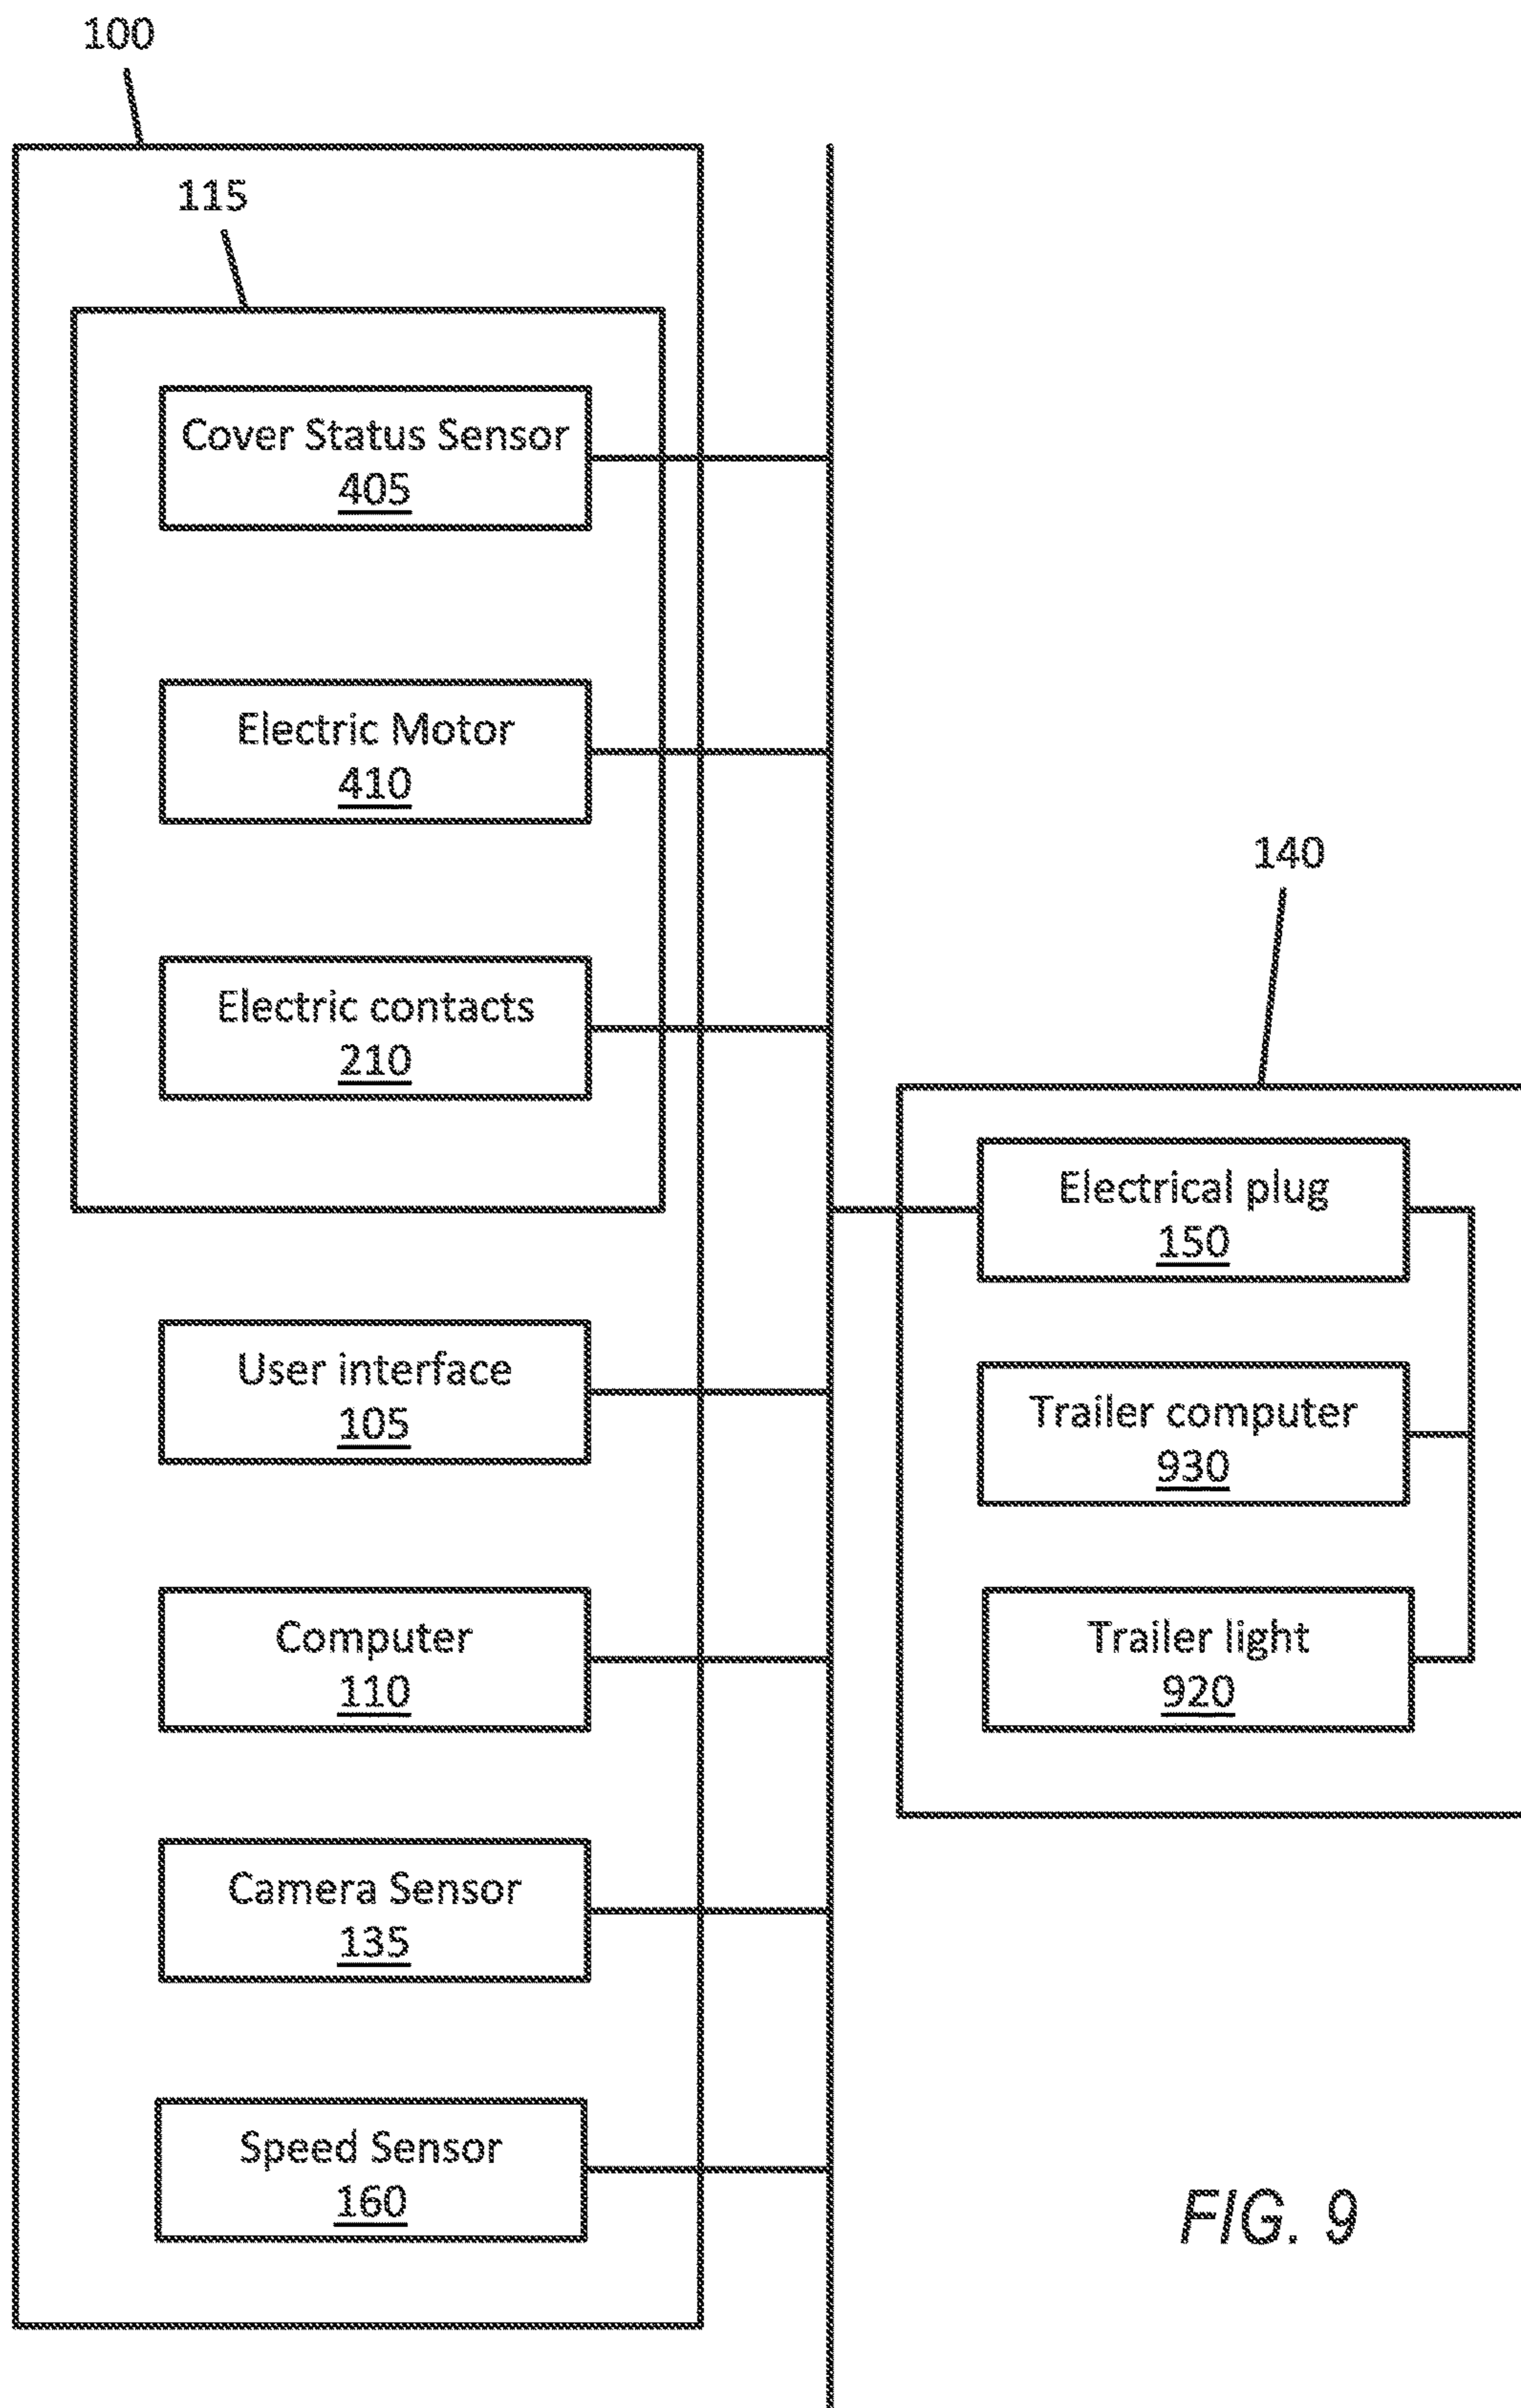 100
115
Cover Status Sensor
405
Electric Motor
410
Electric contacts
210
User interface
105
Computer
110
Camera Sensor
135
Speed Sensor
160
140
Electrical plug
150
Trailer computer
930
Trailer light
920
FIG. 9